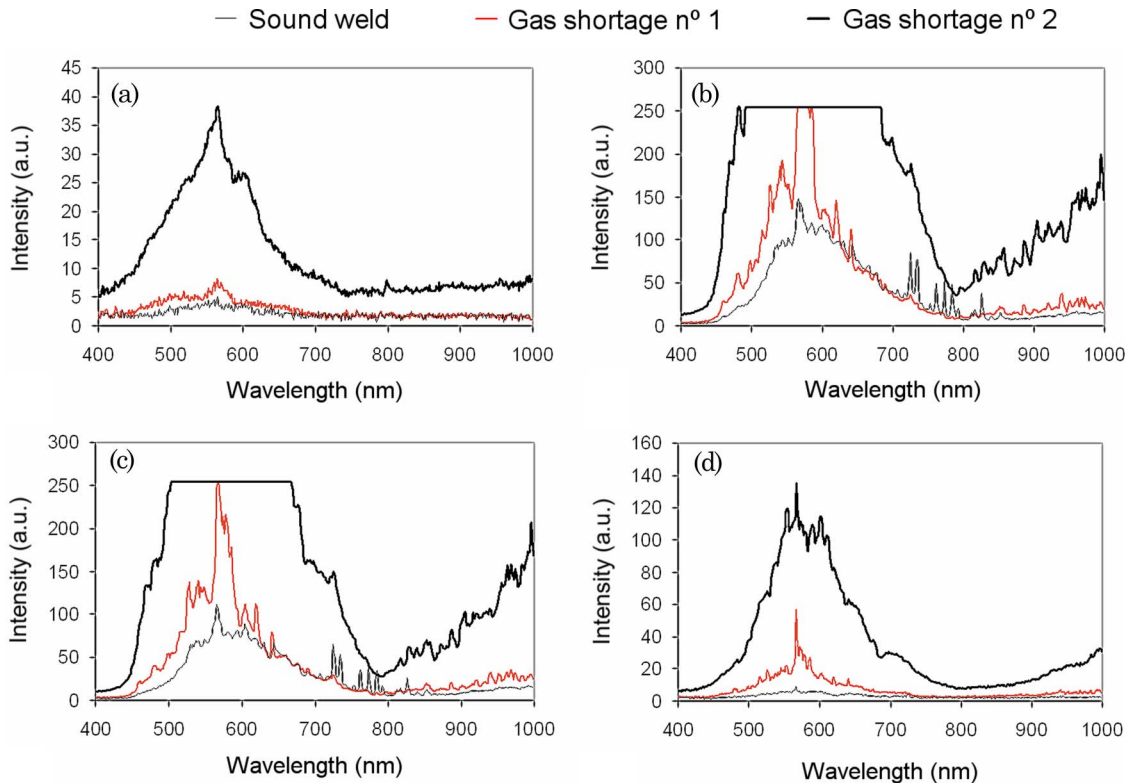 Sound weld Gas shortage nº 1 Gas shortage nº 2
(a)
Intensity (a.u.)
45
40
35
30
25
20
15
10
5
0
400 500 600 700 800 900 1000
Wavelength (nm)
(b)
Intensity (a.u.)
300
250
200
150
100
50
0
400 500 600 700 800 900 1000
Wavelength (nm)
(c)
Intensity (a.u.)
300
250
200
150
100
50
0
400 500 600 700 800 900 1000
Wavelength (nm)
(d)
Intensity (a.u.)
160
140
120
100
80
60
40
20
0
400 500 600 700 800 900 1000
Wavelength (nm)